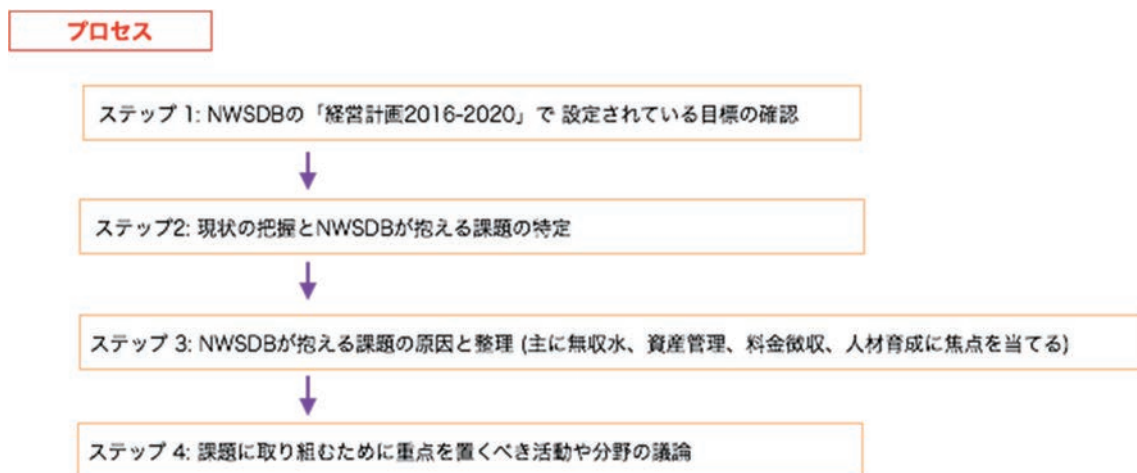 プロセス
ステップ 1: NWSDBの「経営計画2016-2020」で 設定されている目標の確認
ステップ2: 現状の把握とNWSDBが抱える課題の特定
ステップ 3: NWSDBが抱える課題の原因と整理 (主に無収水、資産管理、料金徴収、人材育成に焦点を当てる)
ステップ 4: 課題に取り組むために重点を置くべき活動や分野の議論